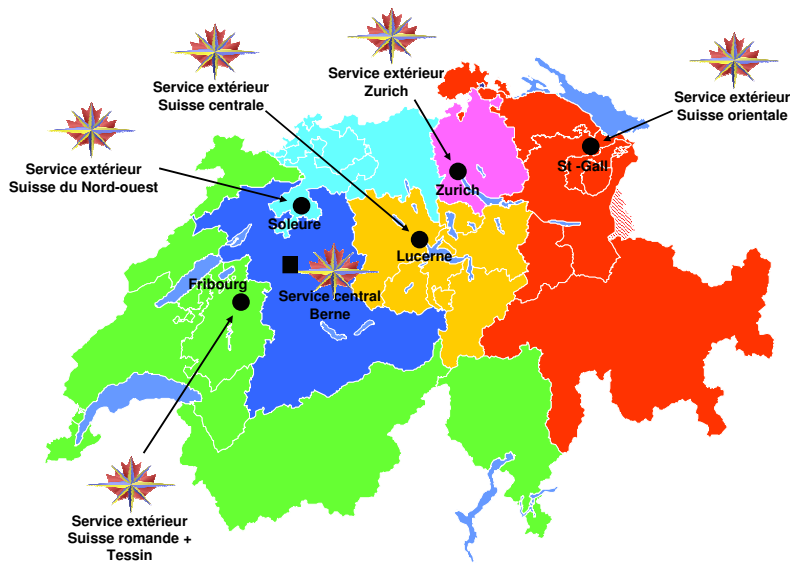 Service extérieur
Zurich
Service extérieur
Suisse centrale
Service extérieur
Suisse orientale
Service extérieur
Suisse du Nord-ouest
St -Gall
Zurich
Soleure
Lucerne
Fribourg
Service central
Berne
Service extérieur
Suisse romande +
Tessin